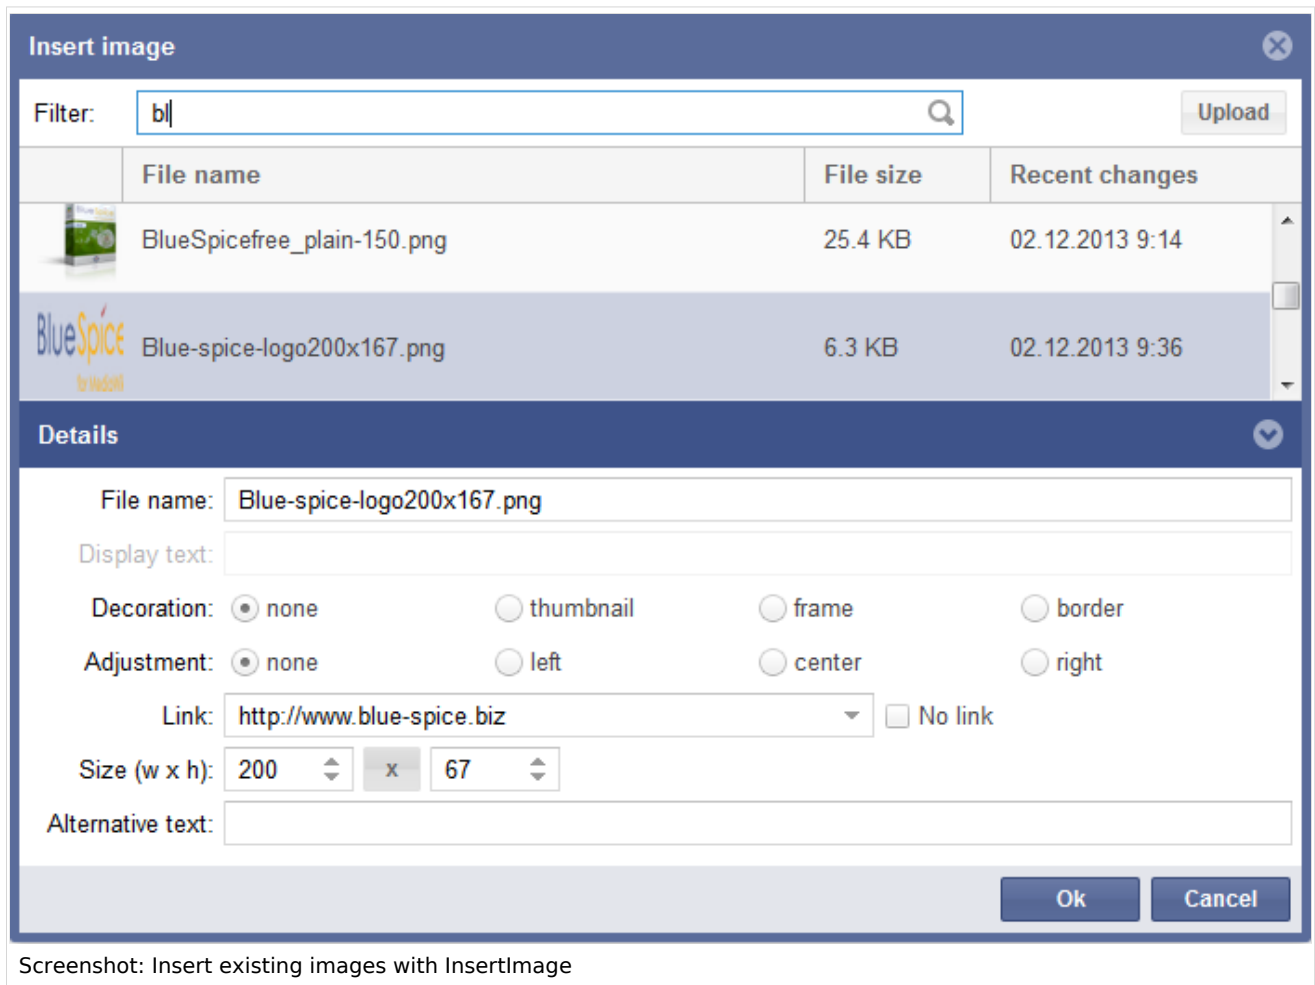 Insert image
Filter: bl Upload
File name File size Recent changes
BlueSpicefree_plain-150.png 25.4 KB 02.12.2013 9:14
BlueSpice
Blue-spice-logo200x167.png 6.3 KB 02.12.2013 9:36
for MediaWi
Details
File name: Blue-spice-logo200x167.png
Display text:
Decoration: none thumbnail frame border
Adjustment: none left center right
Link: http://www.blue-spice.biz No link
Size (w x h): 200 x 67
Alternative text:
Ok Cancel
Screenshot: Insert existing images with InsertImage